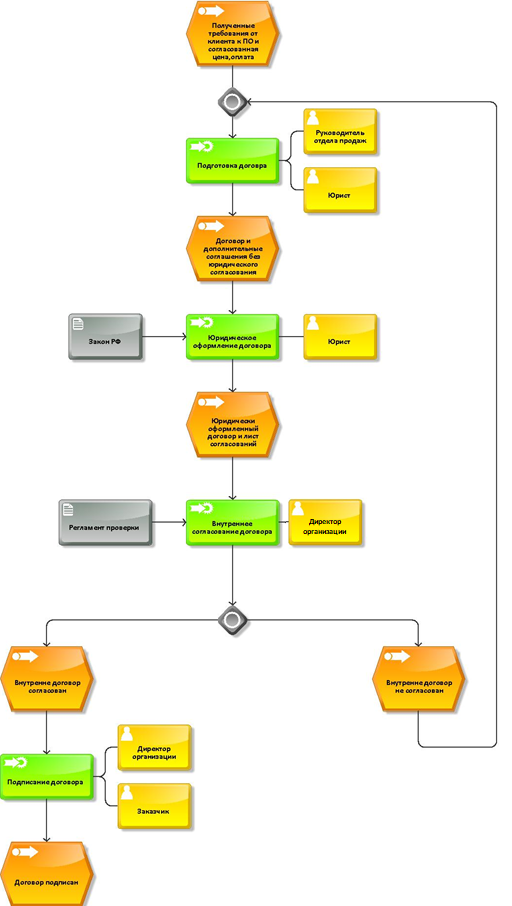 Полученные
требования от
клиента к ПО и
согласованная
цена,оплата
Руководитель
отдела продаж
Подготовка договра
Юрист
Договор и
дополнительные
соглашения без
юридического
согласования
Закон РФ
Юридическое
оформление договора
Юрист
Юридически
оформленный
договор и лист
согласований
Регламент проверки
Внутреннее
согласование договора
Директор
организации
Внутренне договор
согласован
Внутренне договор
не согласован
Директор
организации
Подписание договора
Заказчик
Договор подписан